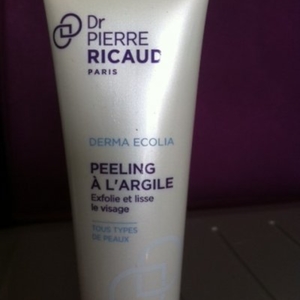 Dr
PIERRE
RICAUD
PARIS
DERMA ECOLIA
PEELING
À L'ARGILE
Exfolie et lisse
le visage
TOUS TYPES
DE PEAUX